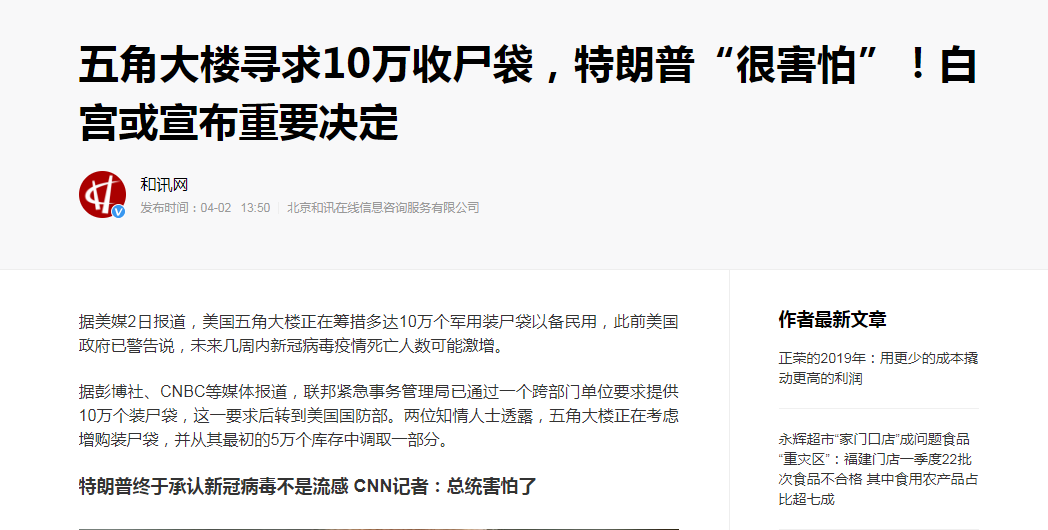 五角大楼寻求10万收尸袋，特朗普“很害怕”！白
宫或宣布重要决定
和讯网
发布时间：04-02 13:50 北京和讯在线信息咨询服务有限公司
据美媒2日报道，美国五角大楼正在筹措多达10万个军用装尸袋以备民用，此前美国
政府已警告说，未来几周内新冠病毒疫情死亡人数可能激增。
据彭博社、CNBC等媒体报道，联邦紧急事务管理局已通过一个跨部门单位要求提供
10万个装尸袋，这一要求后转到美国国防部。两位知情人士透露，五角大楼正在考虑
增购装尸袋，并从其最初的5万个库存中调取一部分。
特朗普终于承认新冠病毒不是流感 CNN记者：总统害怕了
作者最新文章
正荣的2019年：用更少的成本撬
动更高的利润
永辉超市“家门口店”成问题食品
“重灾区”：福建门店一季度22批
次食品不合格 其中食用农产品占
比超七成